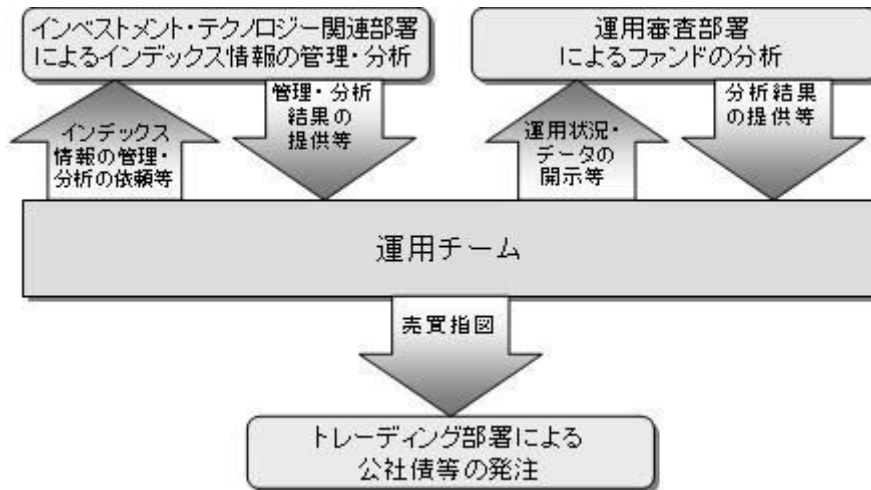 インベストメント・テクノロジー関連部署
によるインデックス情報の管理・分析
運用審査部署
によるファンドの分析
インデックス
情報の管理・
分析の依頼等
管理・分析
結果の
提供等
運用状況・
データの
開示等
分析結果
の提供等
運用チーム
売買指図
トレーディング部署による
公社債等の発注